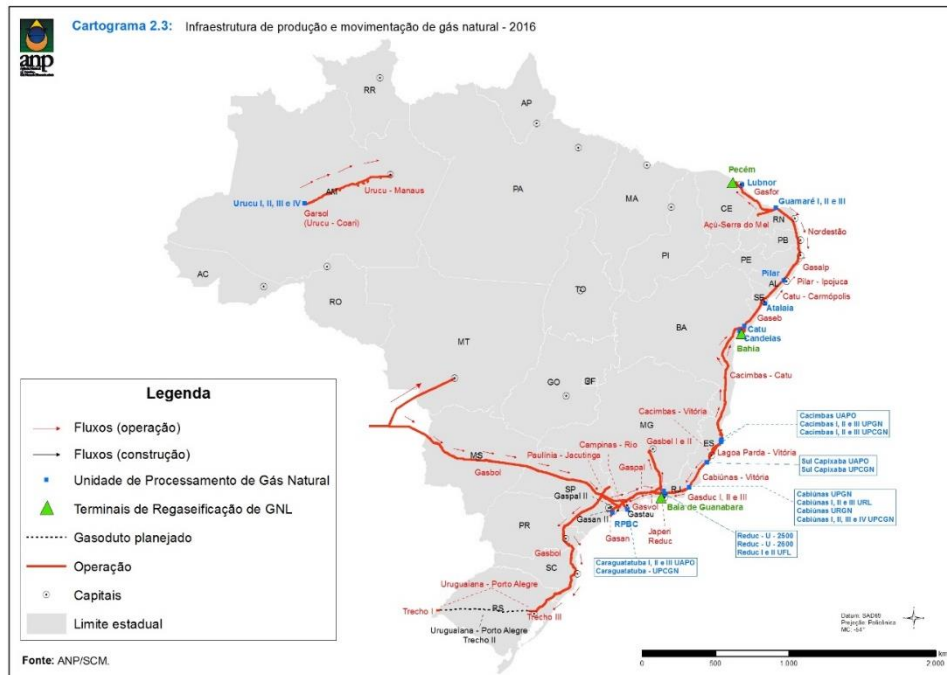 anp
Cartograma 2.3: Infraestrutura de produção e movimentação de gás natural - 2016
RR
AP
Urucu I, II, III e IV
AM
Urucu - Manaus
Garsol
(Urucu - Coari)
PA
MA
Pecém
Lubnor
Gasfor
CE
Guamaré I, II e III
RN
Açú-Serra do Mel
Nordestão
PB
PI
PE
Gasalp
Pilar
AL
Pilar - Ipojuca
AC
RO
TO
SE
Catu - Carmópolis
Atalaia
Gaseb
BA
Catu
Candeias
Bahia
MT
GO
DF
Cacimbas - Catu
MG
Cacimbas - Vitória
ES
Cacimbas UAPO
Cacimbas I, II e III UPGN
Cacimbas I, II e III UPCGN
Gasbel I e II
Lagoa Parda - Vitória
Campinas - Rio
Paulínia - Jacutinga
Gaspal
Sul Capixaba UAPO
Sul Capixaba UPCGN
MS
Gasbol
Cabiúnas - Vitória
SP
Gaspal II
RJ
Gasvol
Gasduc I, II e III
Cabiúnas UPGN
Cabiúnas I, II e III URL
Cabiúnas URGN
Cabiúnas I, II, III e IV UPCGN
Baía de Guanabara
Gasan II
Gastau
RPBC
Gasan
Japeri
Reduc
Reduc - U - 2500
Reduc - U - 2600
Reduc I e II UFL
PR
Gasbol
Caraguatatuba I, II e III UAPO
Caraguatatuba - UPCGN
SC
Uruguaiana - Porto Alegre
Trecho I
RS
Trecho III
Uruguaiana - Porto Alegre
Trecho II
Legenda
Fluxos (operação)
Fluxos (construção)
Unidade de Processamento de Gás Natural
Terminais de Regaseificação de GNL
Gasoduto planejado
Operação
Capitais
Limite estadual
Datum: SAD69
Projeção: Policônica
MC: -54°
km
0 500 1.000 2.000
Fonte: ANP/SCM.